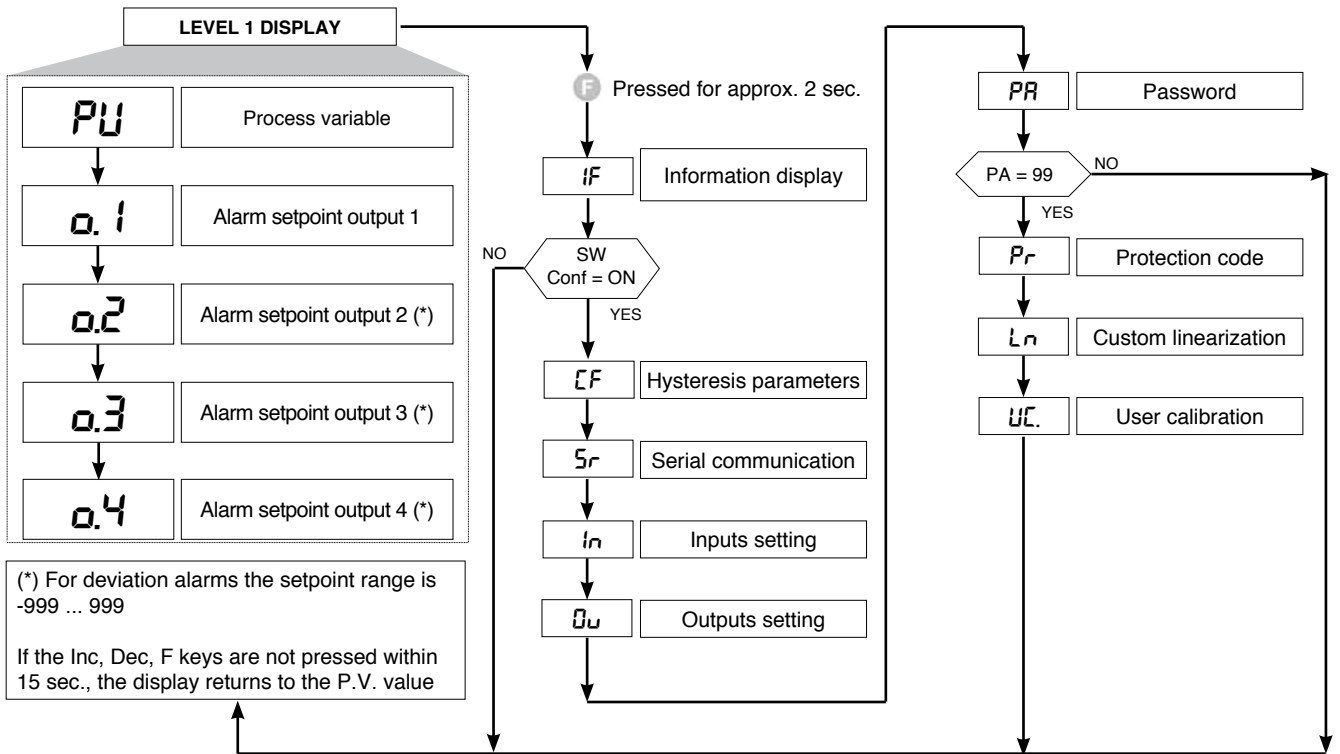 LEVEL 1 DISPLAY
PV
Process variable
o.1
Alarm setpoint output 1
o.2
Alarm setpoint output 2 (*)
o.3
Alarm setpoint output 3 (*)
o.4
Alarm setpoint output 4 (*)
(*) For deviation alarms the setpoint range is
-999 ... 999
If the Inc, Dec, F keys are not pressed within
15 sec., the display returns to the P.V. value
F Pressed for approx. 2 sec.
IF
Information display
NO
SW
Conf = ON
YES
CF
Hysteresis parameters
Sr
Serial communication
In
Inputs setting
Ou
Outputs setting
PA
Password
PA = 99
NO
YES
Pr
Protection code
Ln
Custom linearization
UC.
User calibration